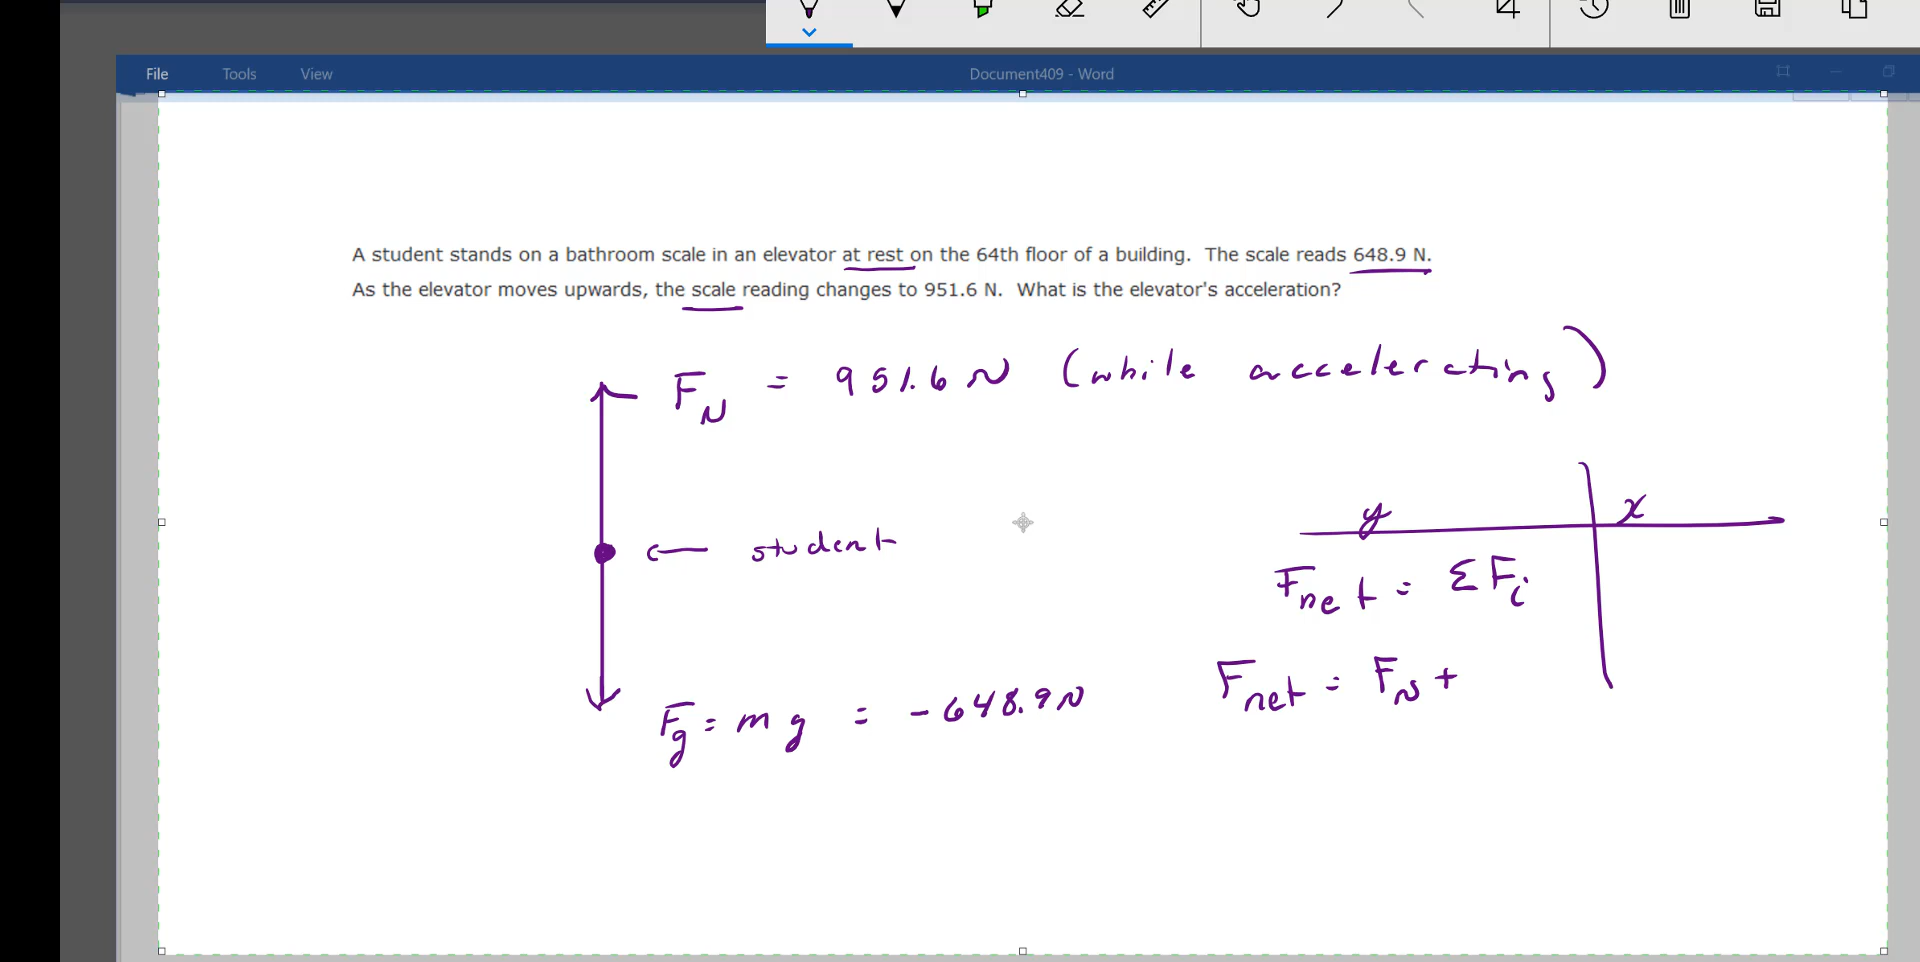 File Tools View Document409 - Word
A student stands on a bathroom scale in an elevator at rest on the 64th floor of a building. The scale reads 648.9 N.
As the elevator moves upwards, the scale reading changes to 951.6 N. What is the elevator's acceleration?
F_N = 951.6 N (while accelerating)
y x
← student
F_net = ΣF_i
F_net = F_N +
F_g = mg = -648.9 N